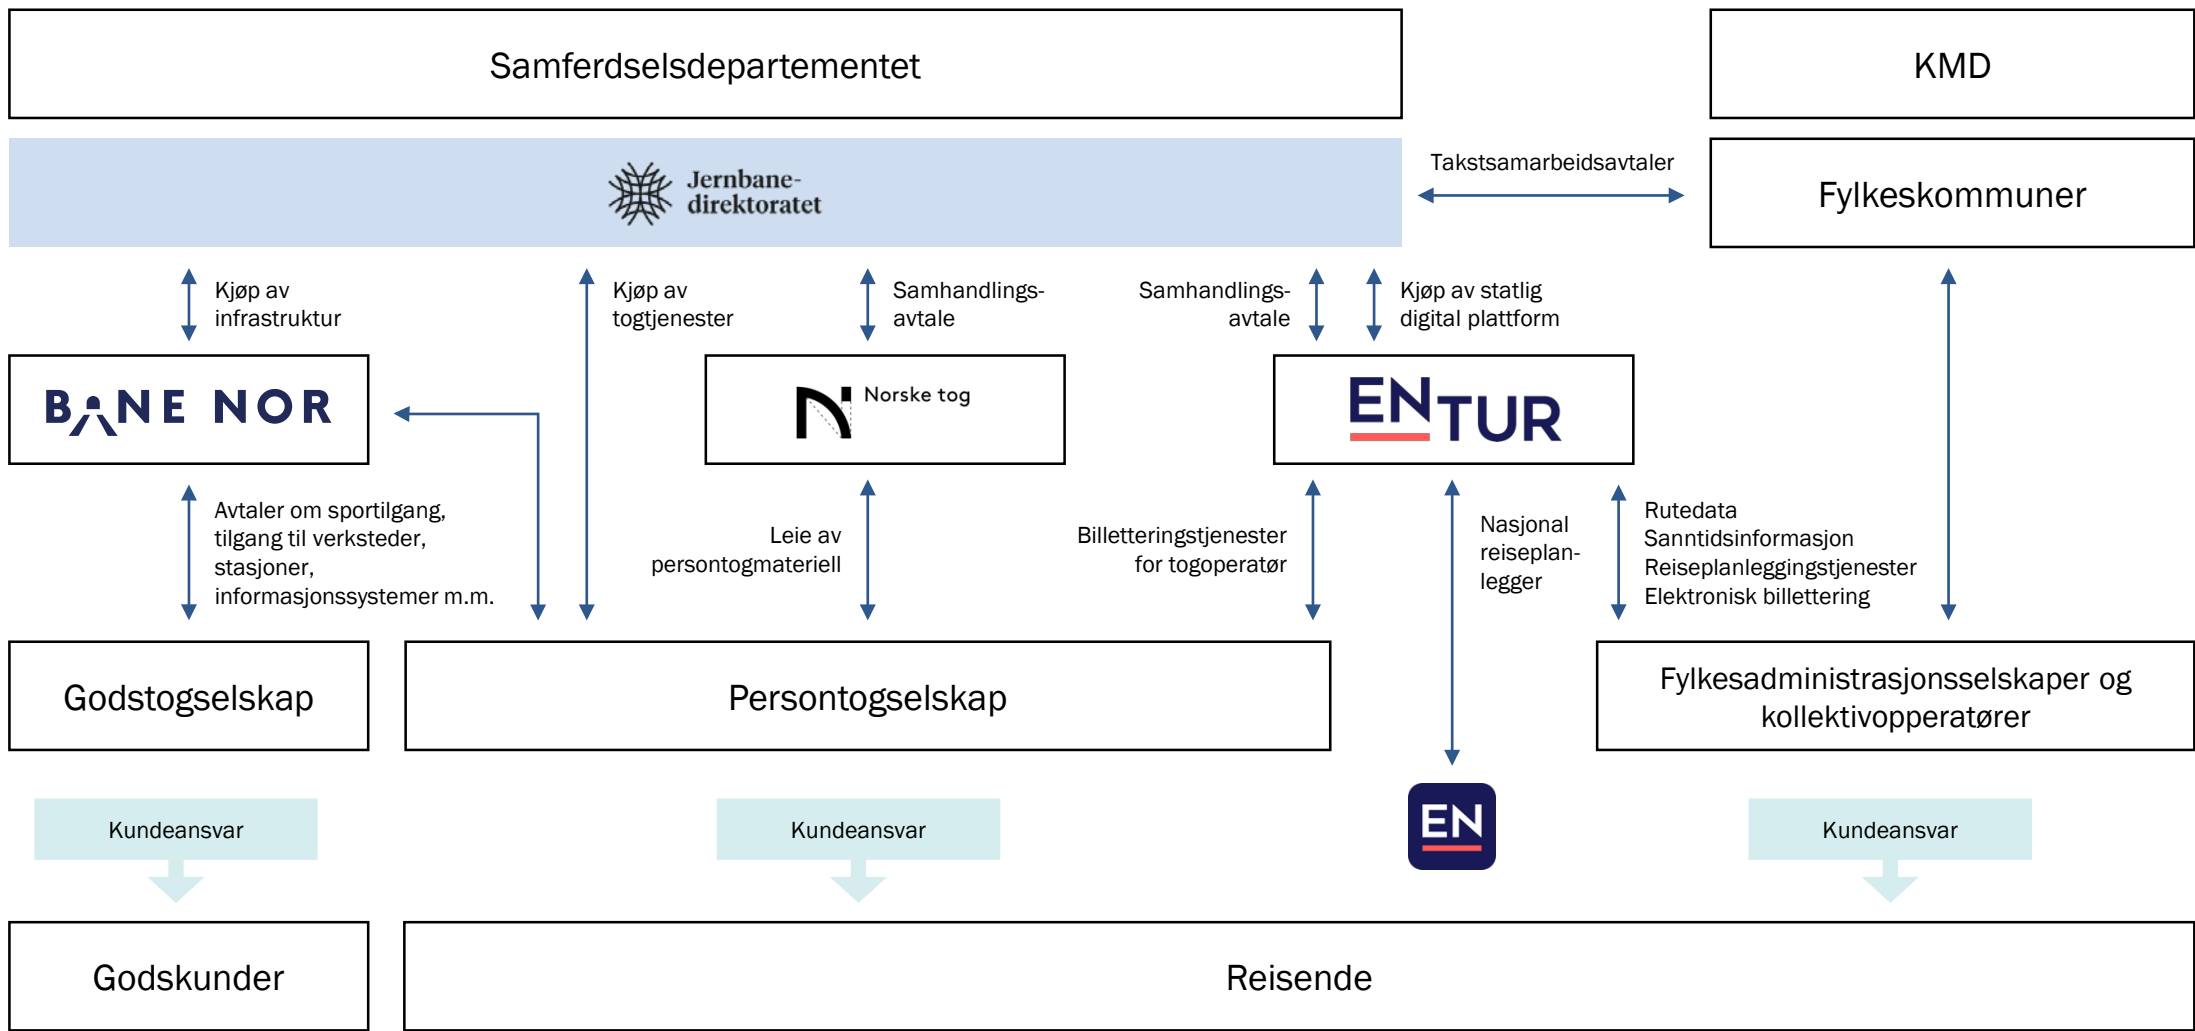 Samferdselsdepartementet
KMD
Jernbane-
direktoratet
Takstsamarbeidsavtaler
Fylkeskommuner
Kjøp av
infrastruktur
Kjøp av
togtjenester
Samhandlings-
avtale
Samhandlings-
avtale
Kjøp av statlig
digital plattform
BANE NOR
Norske tog
ENTUR
Avtaler om sportilgang,
tilgang til verksteder,
stasjoner,
informasjonssystemer m.m.
Leie av
persontogmateriell
Billetteringstjenester
for togoperatør
Nasjonal
reiseplan-
legger
Rutedata
Sanntidsinformasjon
Reiseplanleggingstjenester
Elektronisk billettering
Godstogselskap
Persontogselskap
Fylkesadministrasjonsselskaper og
kollektivopperatører
Kundeansvar
Kundeansvar
EN
Kundeansvar
Godskunder
Reisende